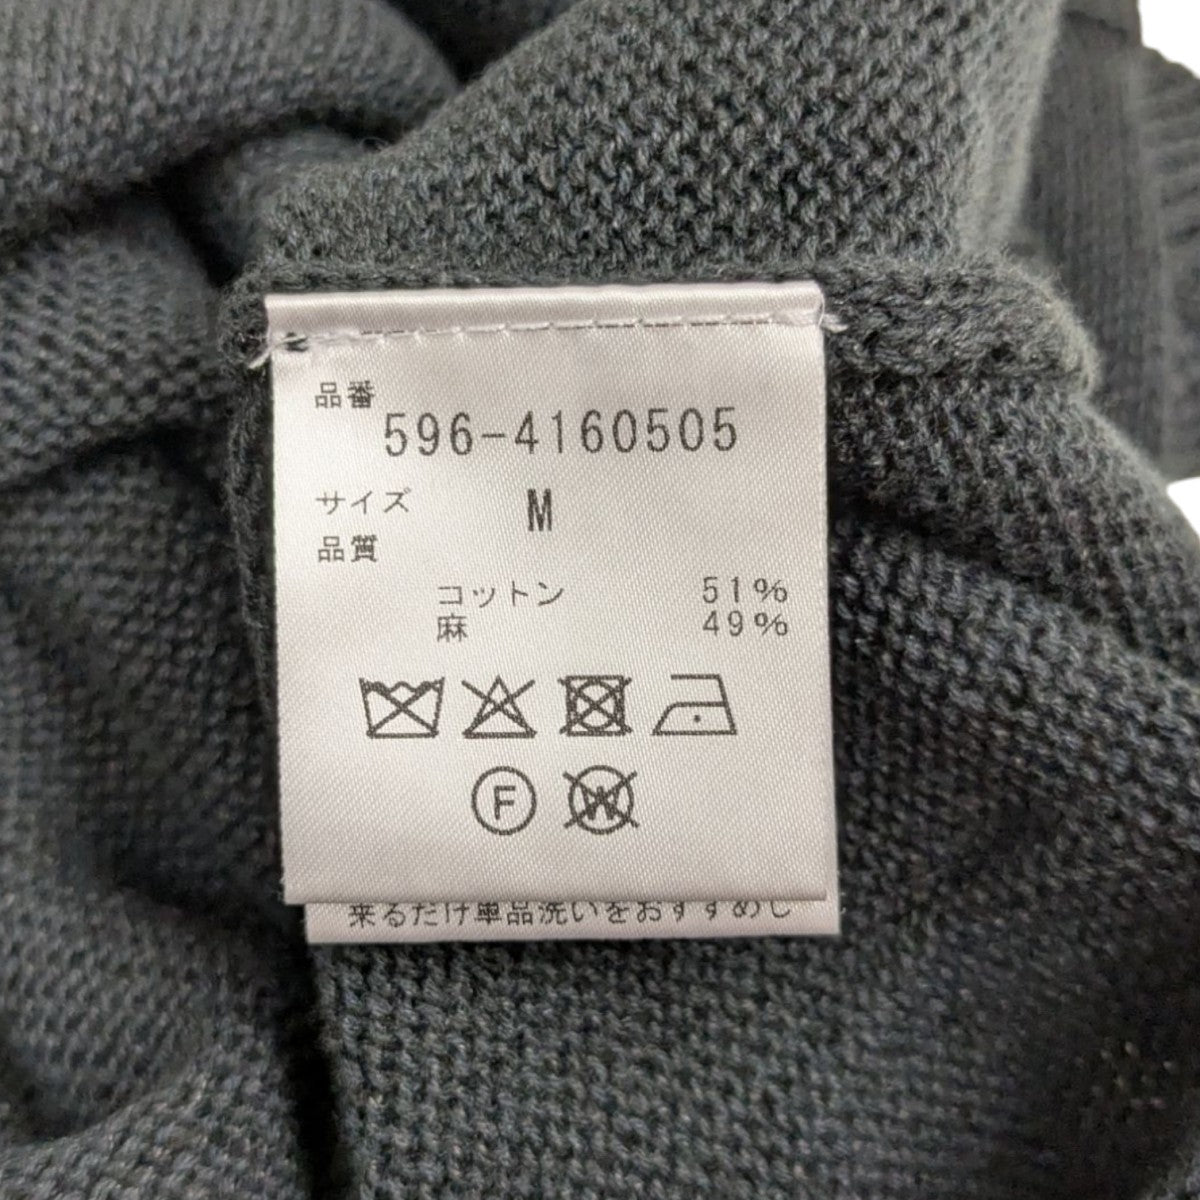 品番
596-4160505
サイズ M
品質
コットン 51%
麻 49%
F
W
来るだけ単品洗いをおすすめし